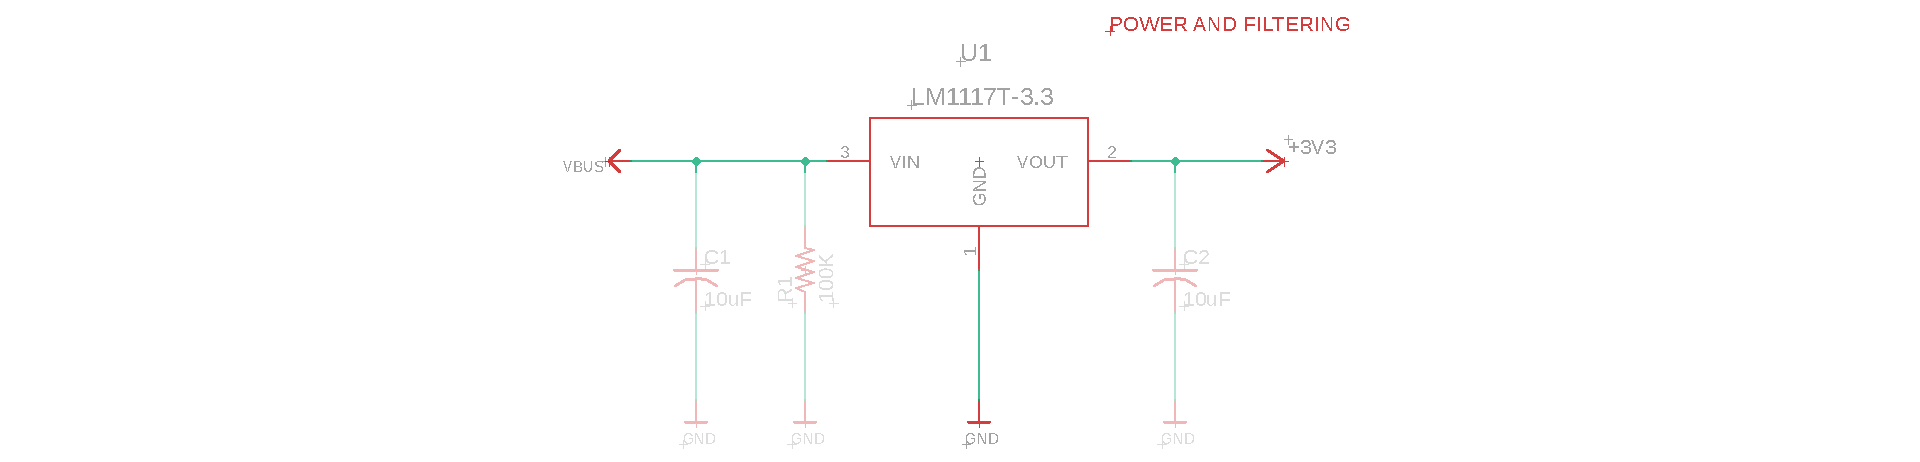 POWER AND FILTERING
U1
LM1117T-3.3
VBUS
3
VIN
GND
VOUT
2
+3V3
1
C1
10uF
R1
100K
C2
10uF
GND
GND
GND
GND